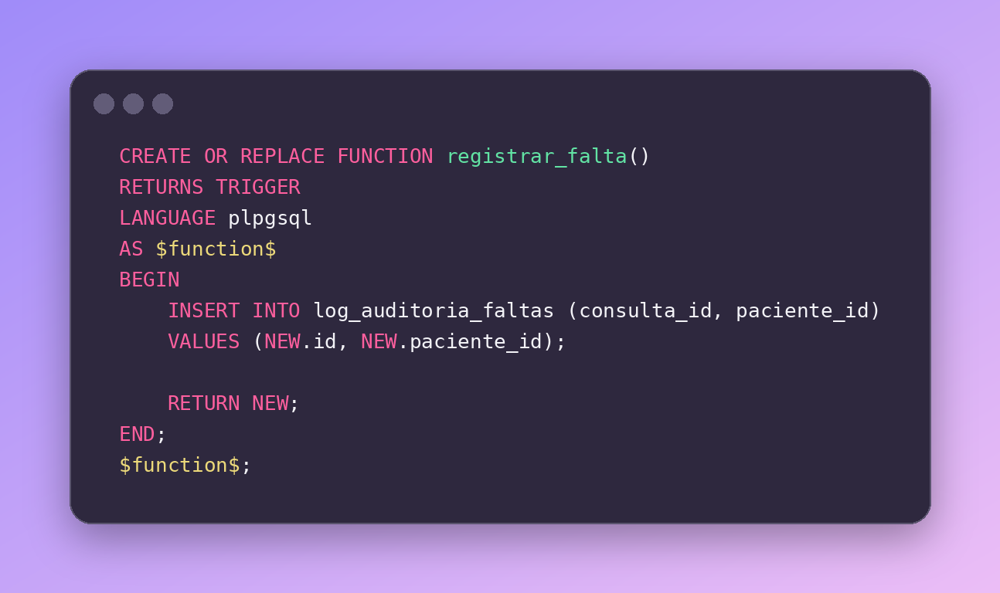 CREATE OR REPLACE FUNCTION registrar_falta()
RETURNS TRIGGER
LANGUAGE plpgsql
AS $function$
BEGIN
    INSERT INTO log_auditoria_faltas (consulta_id, paciente_id)
    VALUES (NEW.id, NEW.paciente_id);

    RETURN NEW;
END;
$function$;